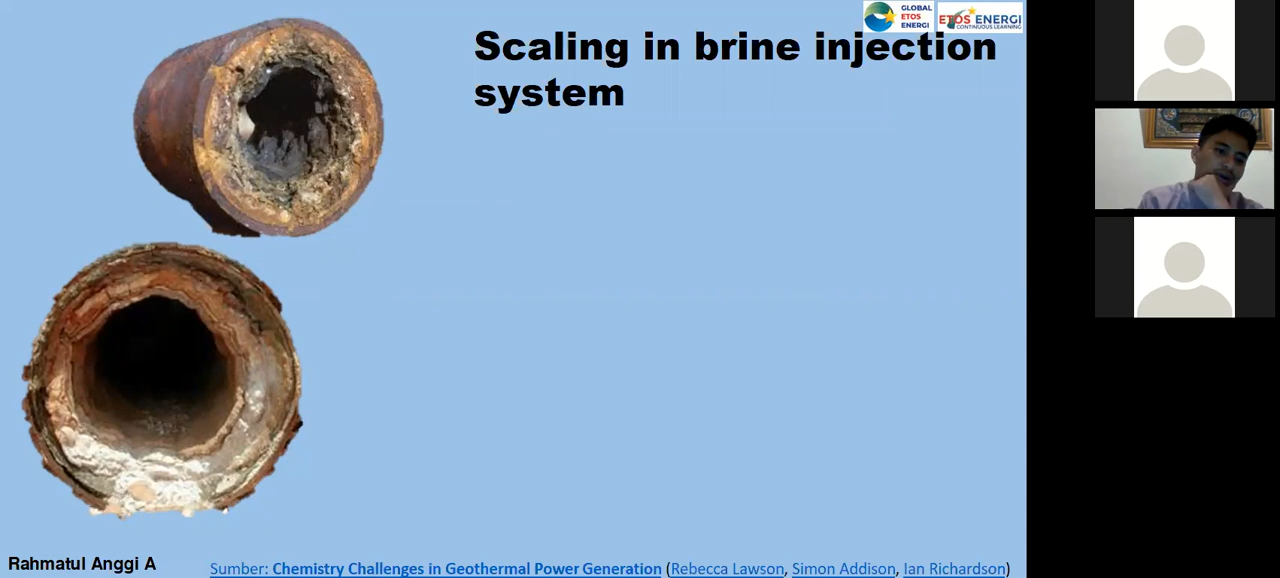 GLOBAL
ETOS
ENERGI
ETOS ENERGI
CONTINUOUS LEARNING
Scaling in brine injection
system
Rahmatul Anggi A
Sumber: Chemistry Challenges in Geothermal Power Generation (Rebecca Lawson, Simon Addison, Ian Richardson)